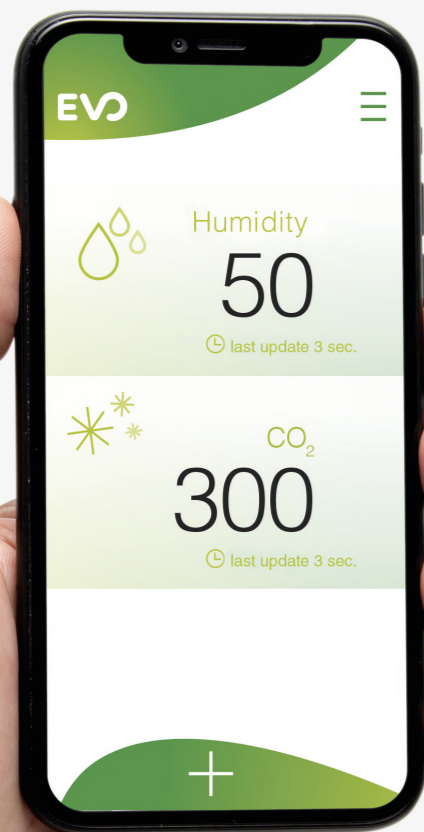 EVO
Humidity
50
last update 3 sec.
CO₂
300
last update 3 sec.